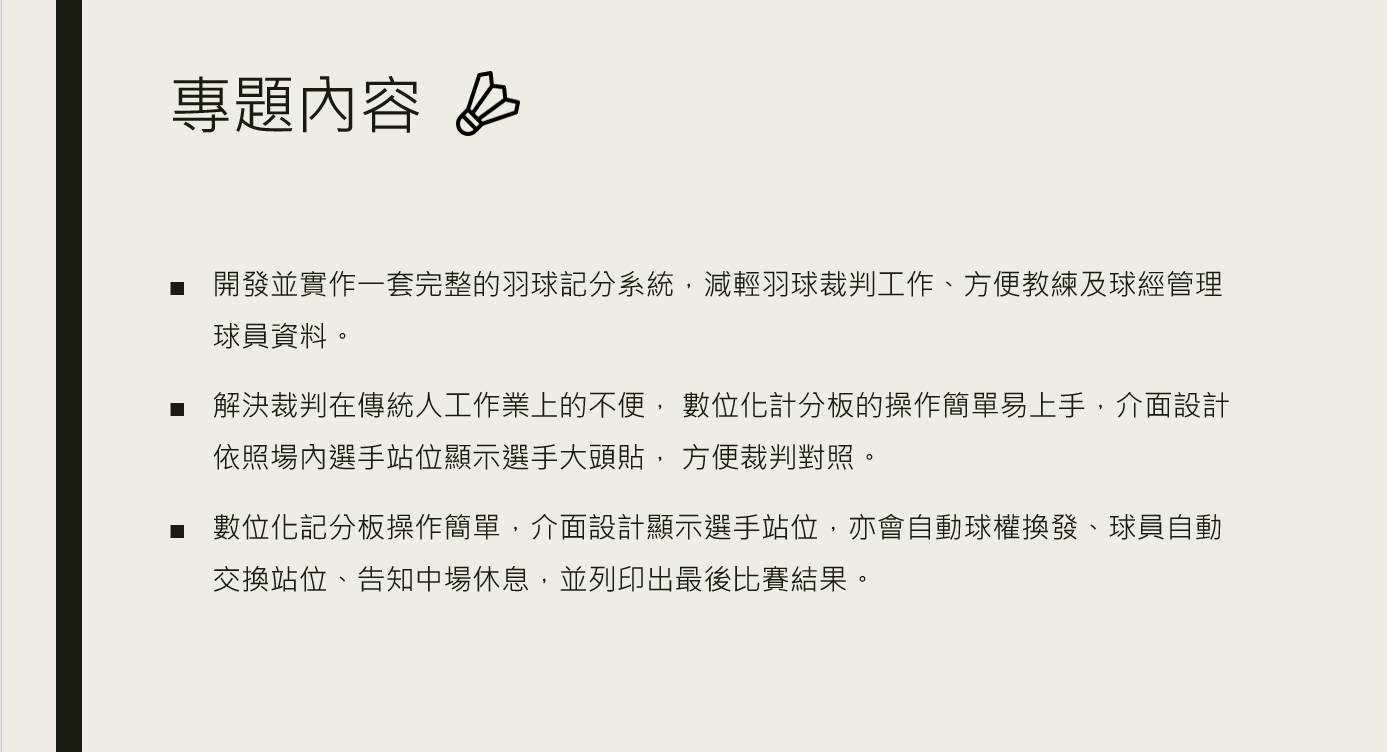 專題內容
■ 開發並實作一套完整的羽球記分系統，減輕羽球裁判工作、方便教練及球經管理
球員資料。
■ 解決裁判在傳統人工作業上的不便， 數位化計分板的操作簡單易上手，介面設計
依照場內選手站位顯示選手大頭貼， 方便裁判對照。
■ 數位化記分板操作簡單，介面設計顯示選手站位，亦會自動球權換發、球員自動
交換站位、告知中場休息，並列印出最後比賽結果。